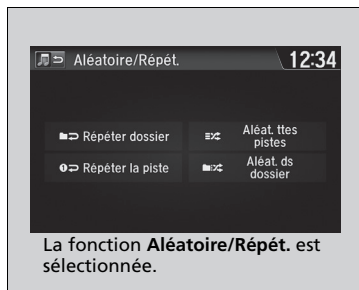 Aléatoire/Répét.
12:34
Répéter dossier
Aléat. ttes
pistes
Répéter la piste
Aléat. ds
dossier
La fonction Aléatoire/Répét. est
sélectionnée.